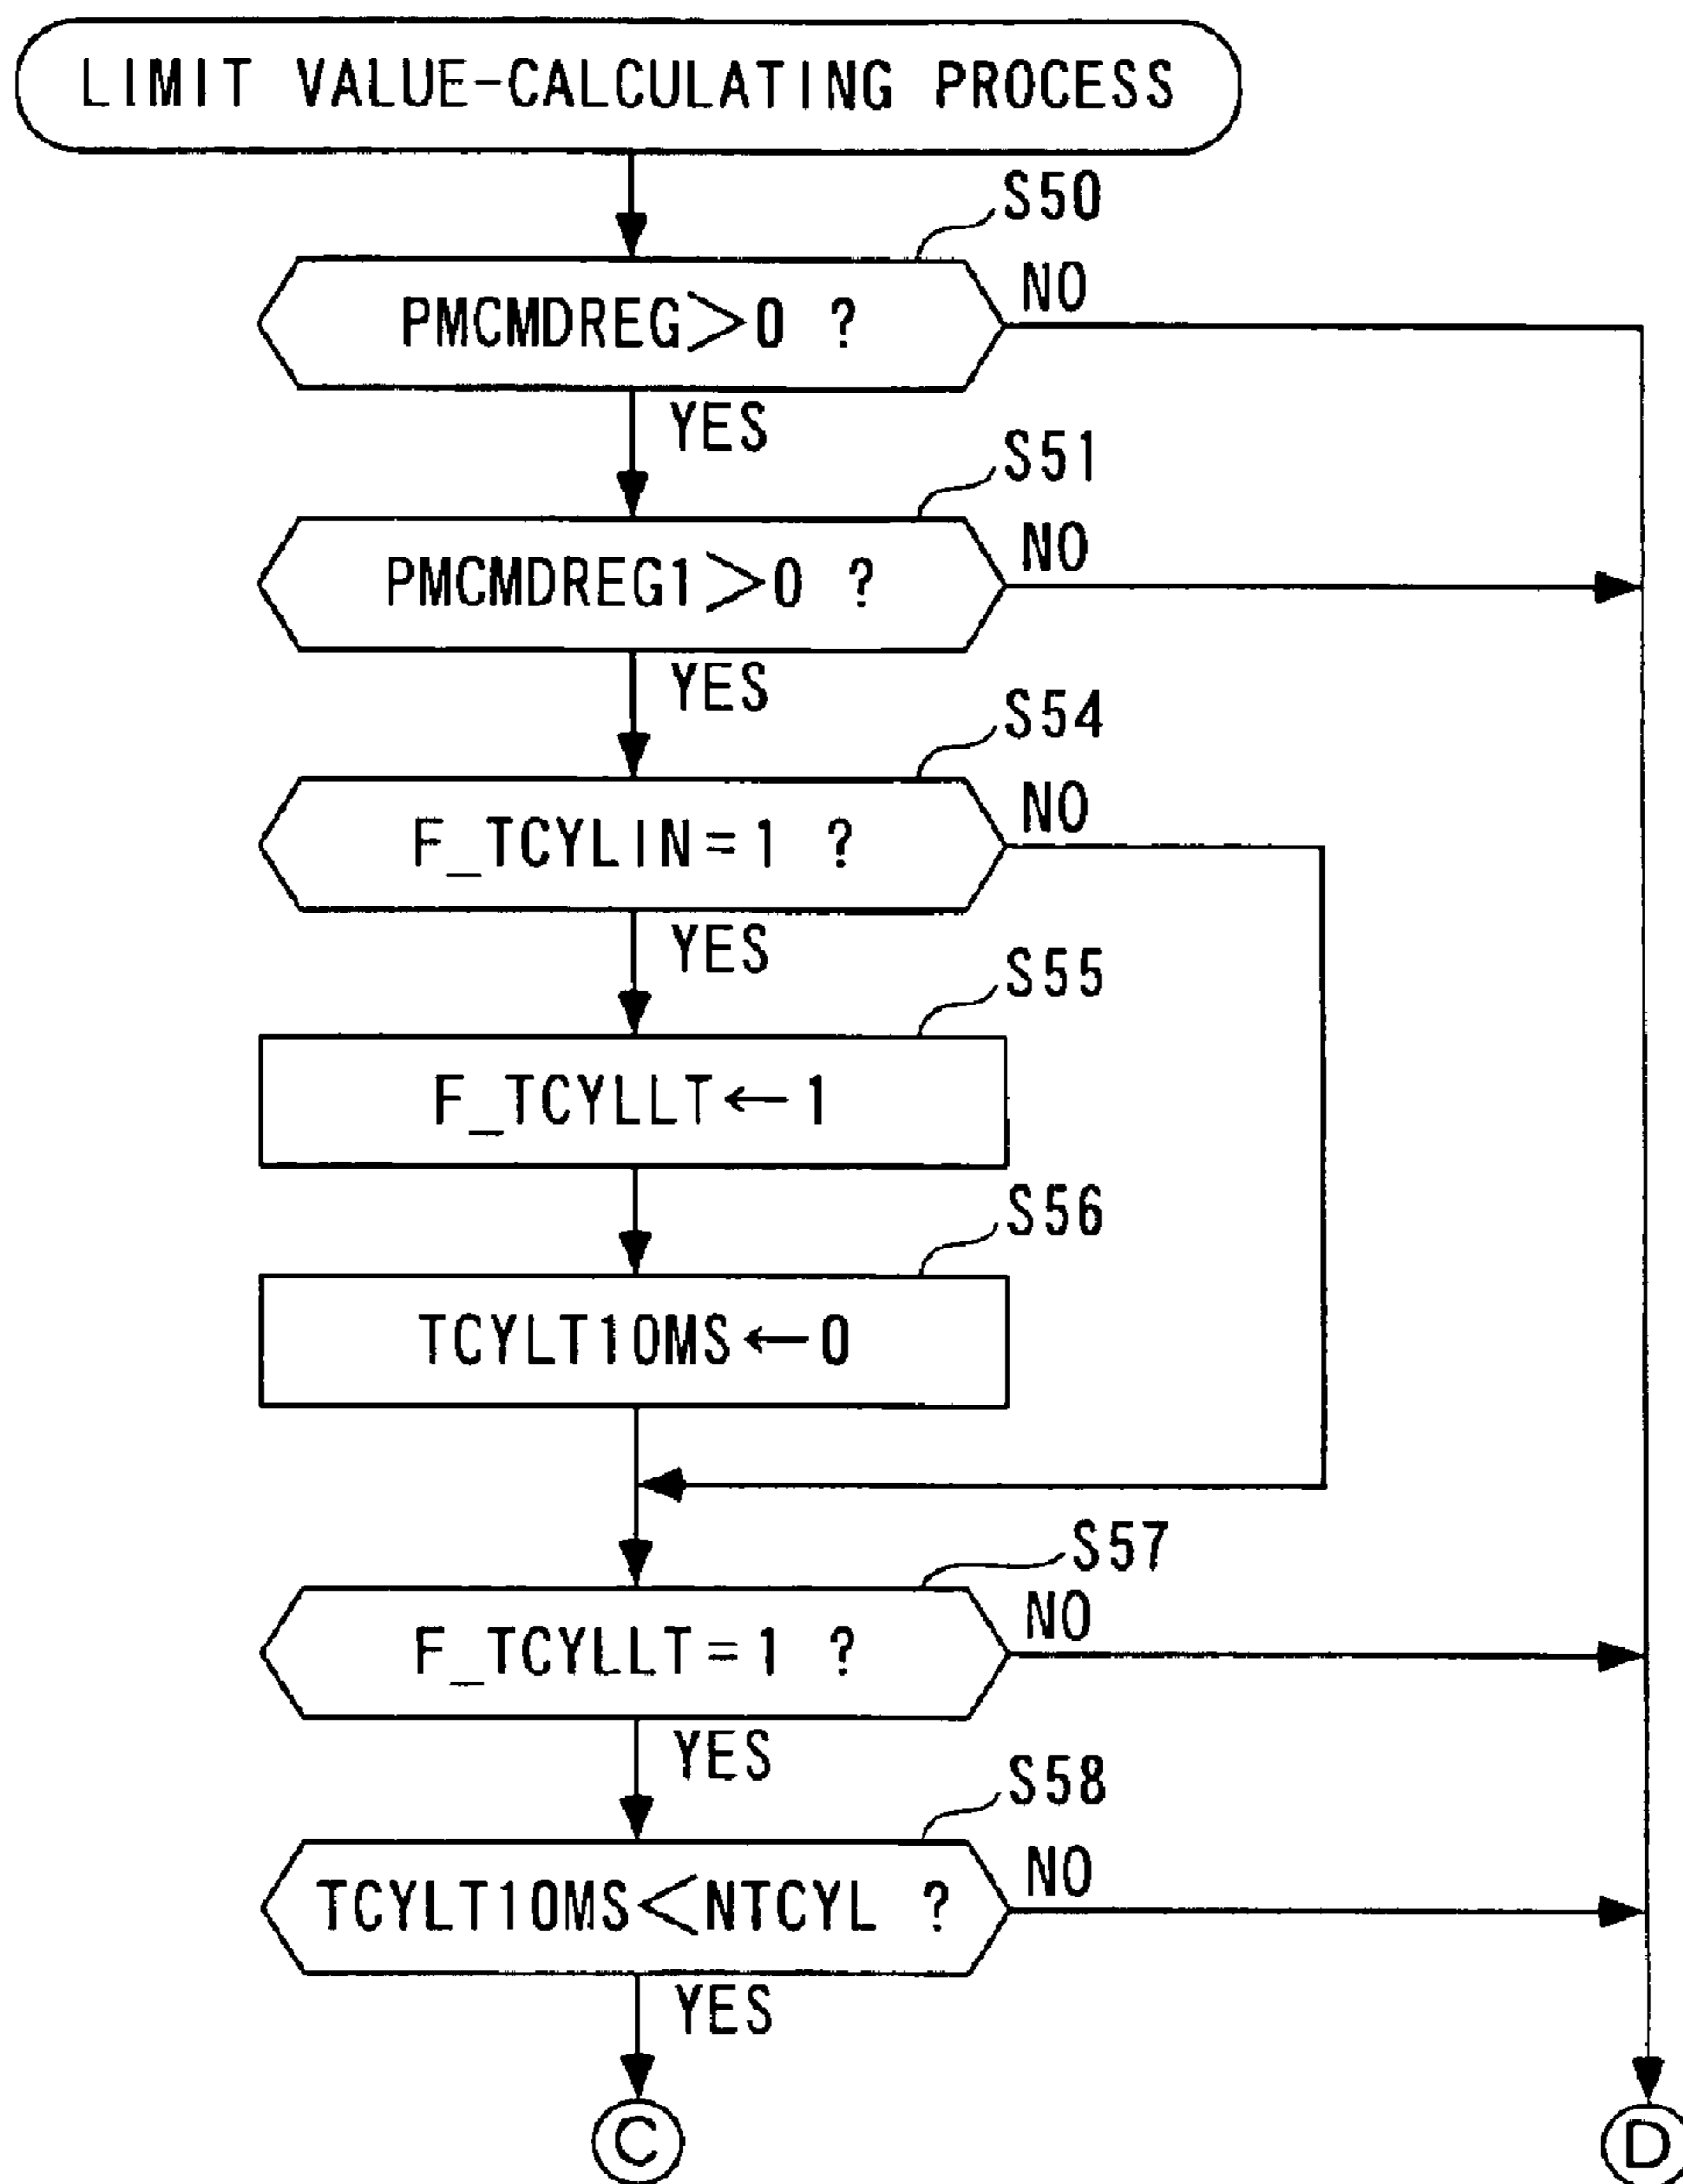 LIMIT VALUE-CALCULATING PROCESS
S50
PMCMDREG>0 ?
NO
YES
S51
PMCMDREG1>0 ?
NO
YES
S54
F_TCYLIN=1 ?
NO
YES
S55
F_TCYLLT←1
S56
TCYLT10MS←0
S57
F_TCYLLT=1 ?
NO
YES
S58
TCYLT10MS<NTCYL ?
NO
YES
C
D